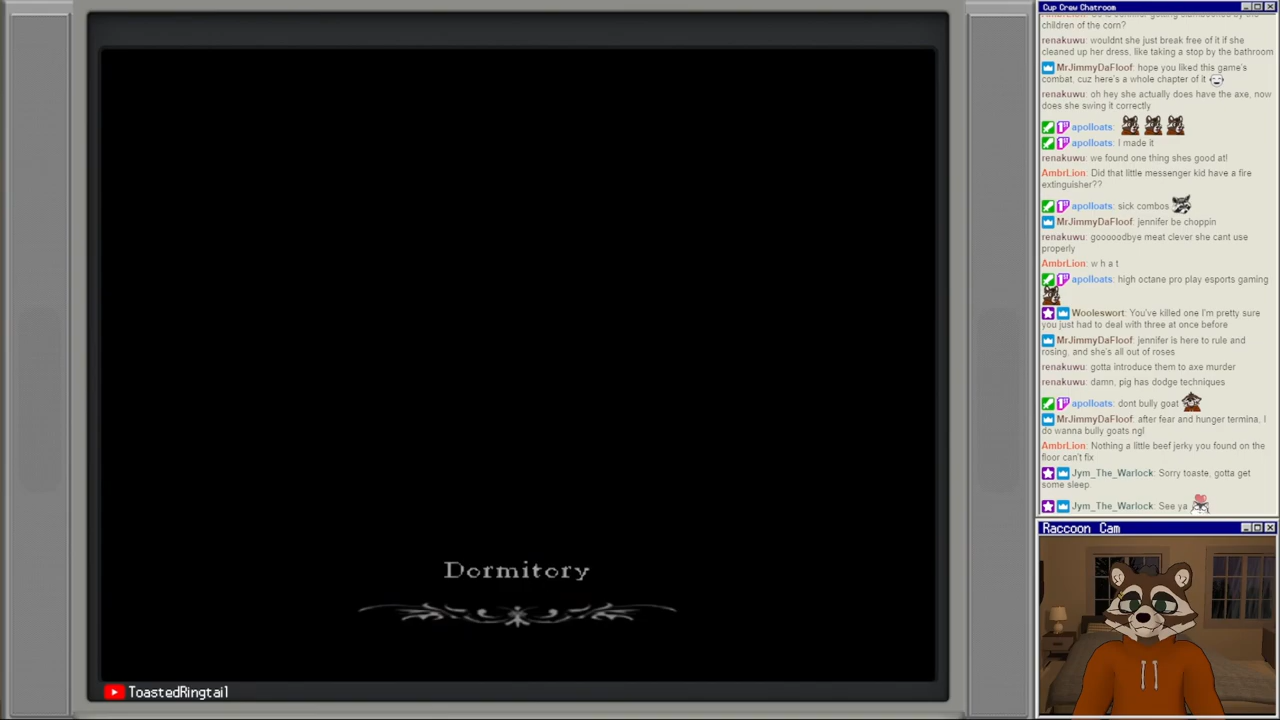 Cup Crew Chatroom
children of the corn?
renakuwu: wouldnt she just break free of it if she
cleaned up her dress, like taking a stop by the bathroom
MrJimmyDaFloof: hope you liked this game's
combat, cuz here's a whole chapter of it
renakuwu: oh hey she actually does have the axe, now
does she swing it correctly
apolloats:
apolloats: I made it
renakuwu: we found one thing shes good at!
AmbrLion: Did that little messenger kid have a fire
extinguisher??
apolloats: sick combos
MrJimmyDaFloof: jennifer be choppin
renakuwu: gooooodbye meat clever she cant use
properly
AmbrLion: w h a t
apolloats: high octane pro play esports gaming
Wooleswort: You've killed one I'm pretty sure
you just had to deal with three at once before
MrJimmyDaFloof: jennifer is here to rule and
rosing, and she's all out of roses
renakuwu: gotta introduce them to axe murder
renakuwu: damn, pig has dodge techniques
apolloats: dont bully goat
MrJimmyDaFloof: after fear and hunger termina, I
do wanna bully goats ngl
AmbrLion: Nothing a little beef jerky you found on the
floor can't fix
Jym_The_Warlock: Sorry toaste, gotta get
some sleep.
Jym_The_Warlock: See ya
Raccoon Cam
Dormitory
ToastedRingtail